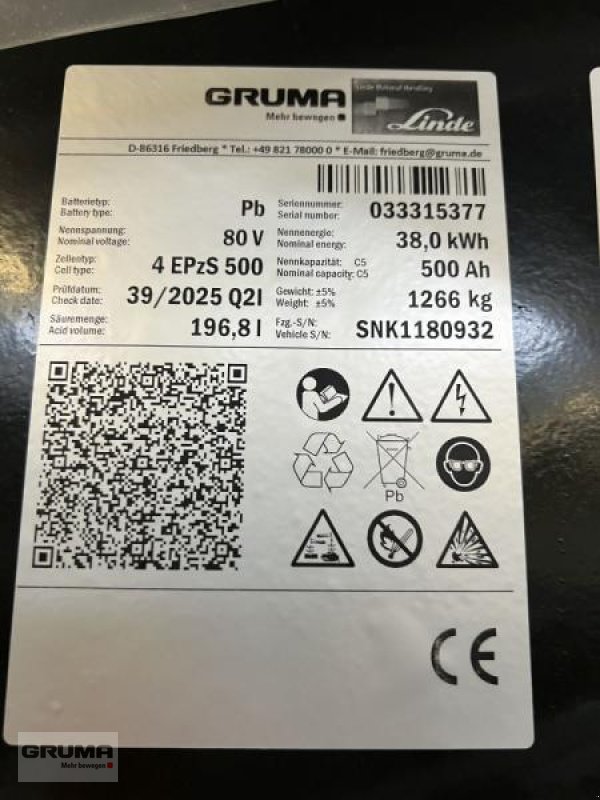 GRUMA
Mehr bewegen
Linde Material Handling
Linde
D-86316 Friedberg * Tel.: +49 821 78000 0 * E-Mail: friedberg@gruma.de
Batterietyp:
Battery type:
Pb
Seriennummer:
Serial number:
033315377
Nennspannung:
Nominal voltage:
80 V
Nennenergie:
Nominal energy:
38,0 kWh
Zellentyp:
Cell type:
4 EPzS 500
Nennkapazität: C5
Nominal capacity: C5
500 Ah
Prüfdatum:
Check date:
39/2025 Q2I
Gewicht: ±5%
Weight: ±5%
1266 kg
Säuremenge:
Acid volume:
196,8 l
Fzg.-S/N:
Vehicle S/N:
SNK1180932
Pb
CE
GRUMA
Mehr bewegen